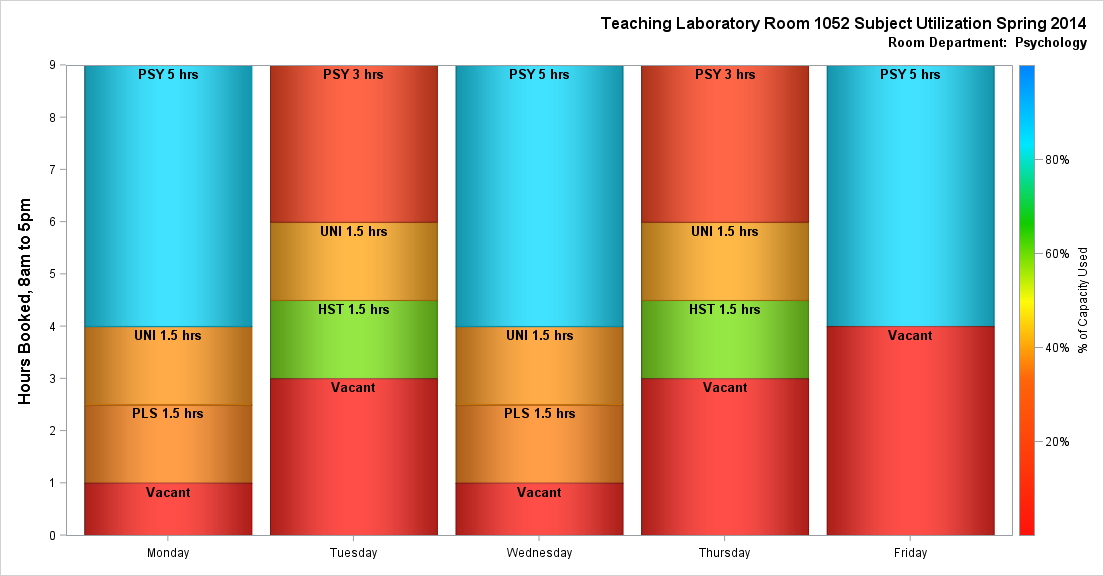 Teaching Laboratory Room 1052 Subject Utilization Spring 2014
Room Department: Psychology
Hours Booked, 8am to 5pm
9
8
7
6
5
4
3
2
1
0
PSY 5 hrs
UNI 1.5 hrs
PLS 1.5 hrs
Vacant
PSY 3 hrs
UNI 1.5 hrs
HST 1.5 hrs
Vacant
PSY 5 hrs
UNI 1.5 hrs
PLS 1.5 hrs
Vacant
PSY 3 hrs
UNI 1.5 hrs
HST 1.5 hrs
Vacant
PSY 5 hrs
Vacant
Monday
Tuesday
Wednesday
Thursday
Friday
80%
60%
40%
20%
% of Capacity Used